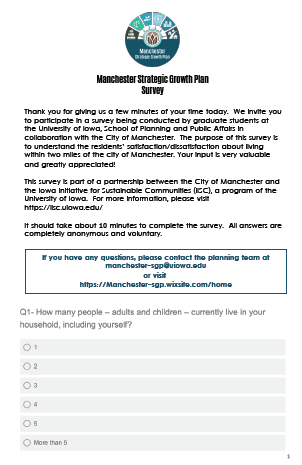 Manchester
Strategic Growth Plan
Manchester Strategic Growth Plan
Survey
Thank you for giving us a few minutes of your time today. We invite you
to participate in a survey being conducted by graduate students at
the University of Iowa, School of Planning and Public Affairs in
collaboration with the City of Manchester. The purpose of this survey is
to understand the residents' satisfaction/dissatisfaction about living
within two miles of the city of Manchester. Your input is very valuable
and greatly appreciated!
This survey is part of a partnership between the City of Manchester and
the Iowa Initiative for Sustainable Communities (IISC), a program of the
University of Iowa. For more information, please visit
https://iisc.uiowa.edu/
It should take about 10 minutes to complete the survey. All answers are
completely anonymous and voluntary.
If you have any questions, please contact the planning team at
manchester-sgp@uiowa.edu
or visit
https://Manchester-sgp.wixsite.com/home
Q1- How many people – adults and children – currently live in your
household, including yourself?
1
2
3
4
5
More than 5
1